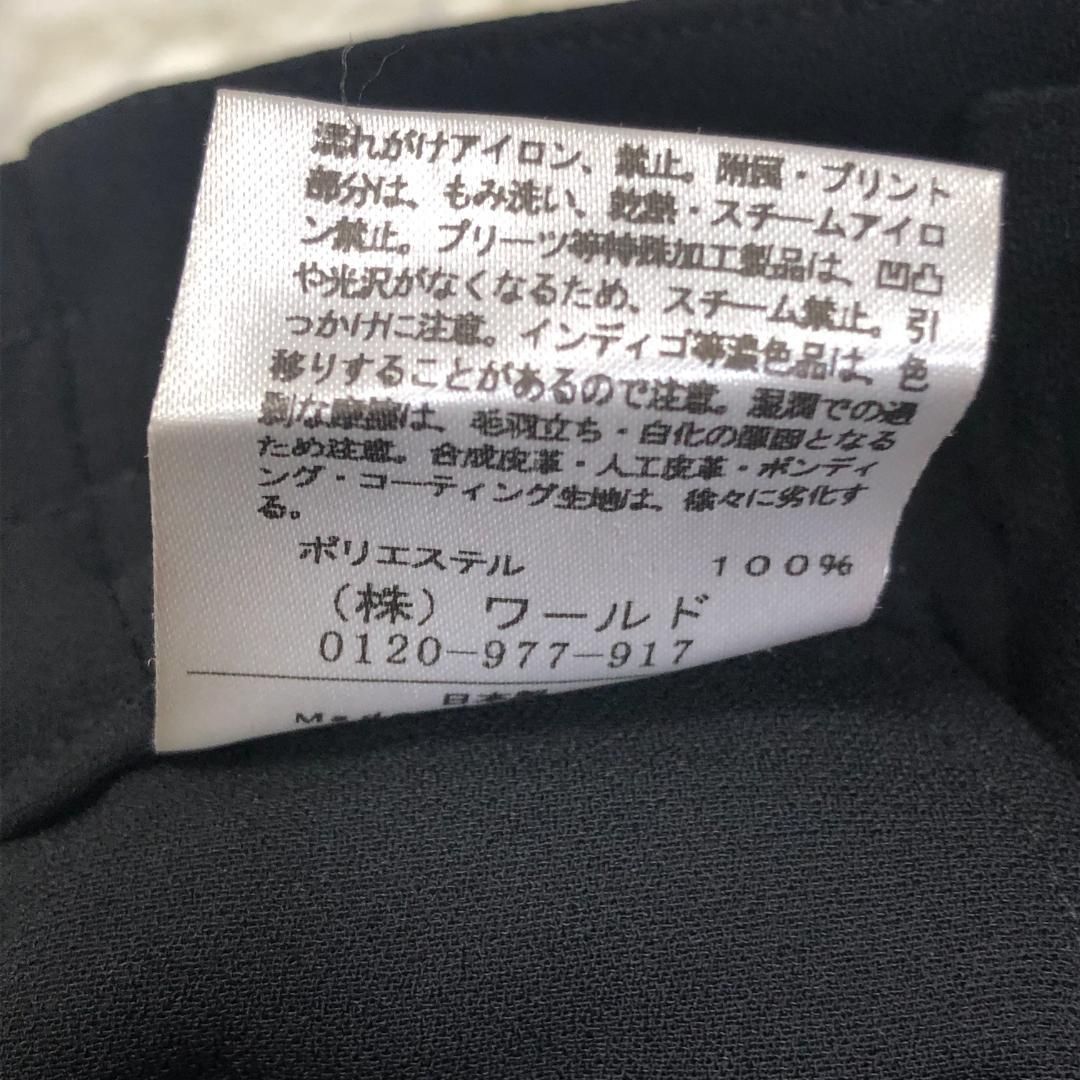 濡れがけアイロン、禁止。附属・プリント
部分は、もみ洗い、乾燥・スチームアイロ
ン禁止。プリーツ等特殊加工製品は、凹凸
や光沢がなくなるため、スチーム禁止。引
っかけに注意。インディゴ等濃色品は、色
移りすることがあるので注意。湿潤での過
剰な摩擦は、毛羽立ち・白化の原因となる
ため注意。合成皮革・人工皮革・ボンディ
ング・コーティング生地は、徐々に劣化す
る。
ポリエステル 100%
(株) ワールド
0120-977-917
日本製